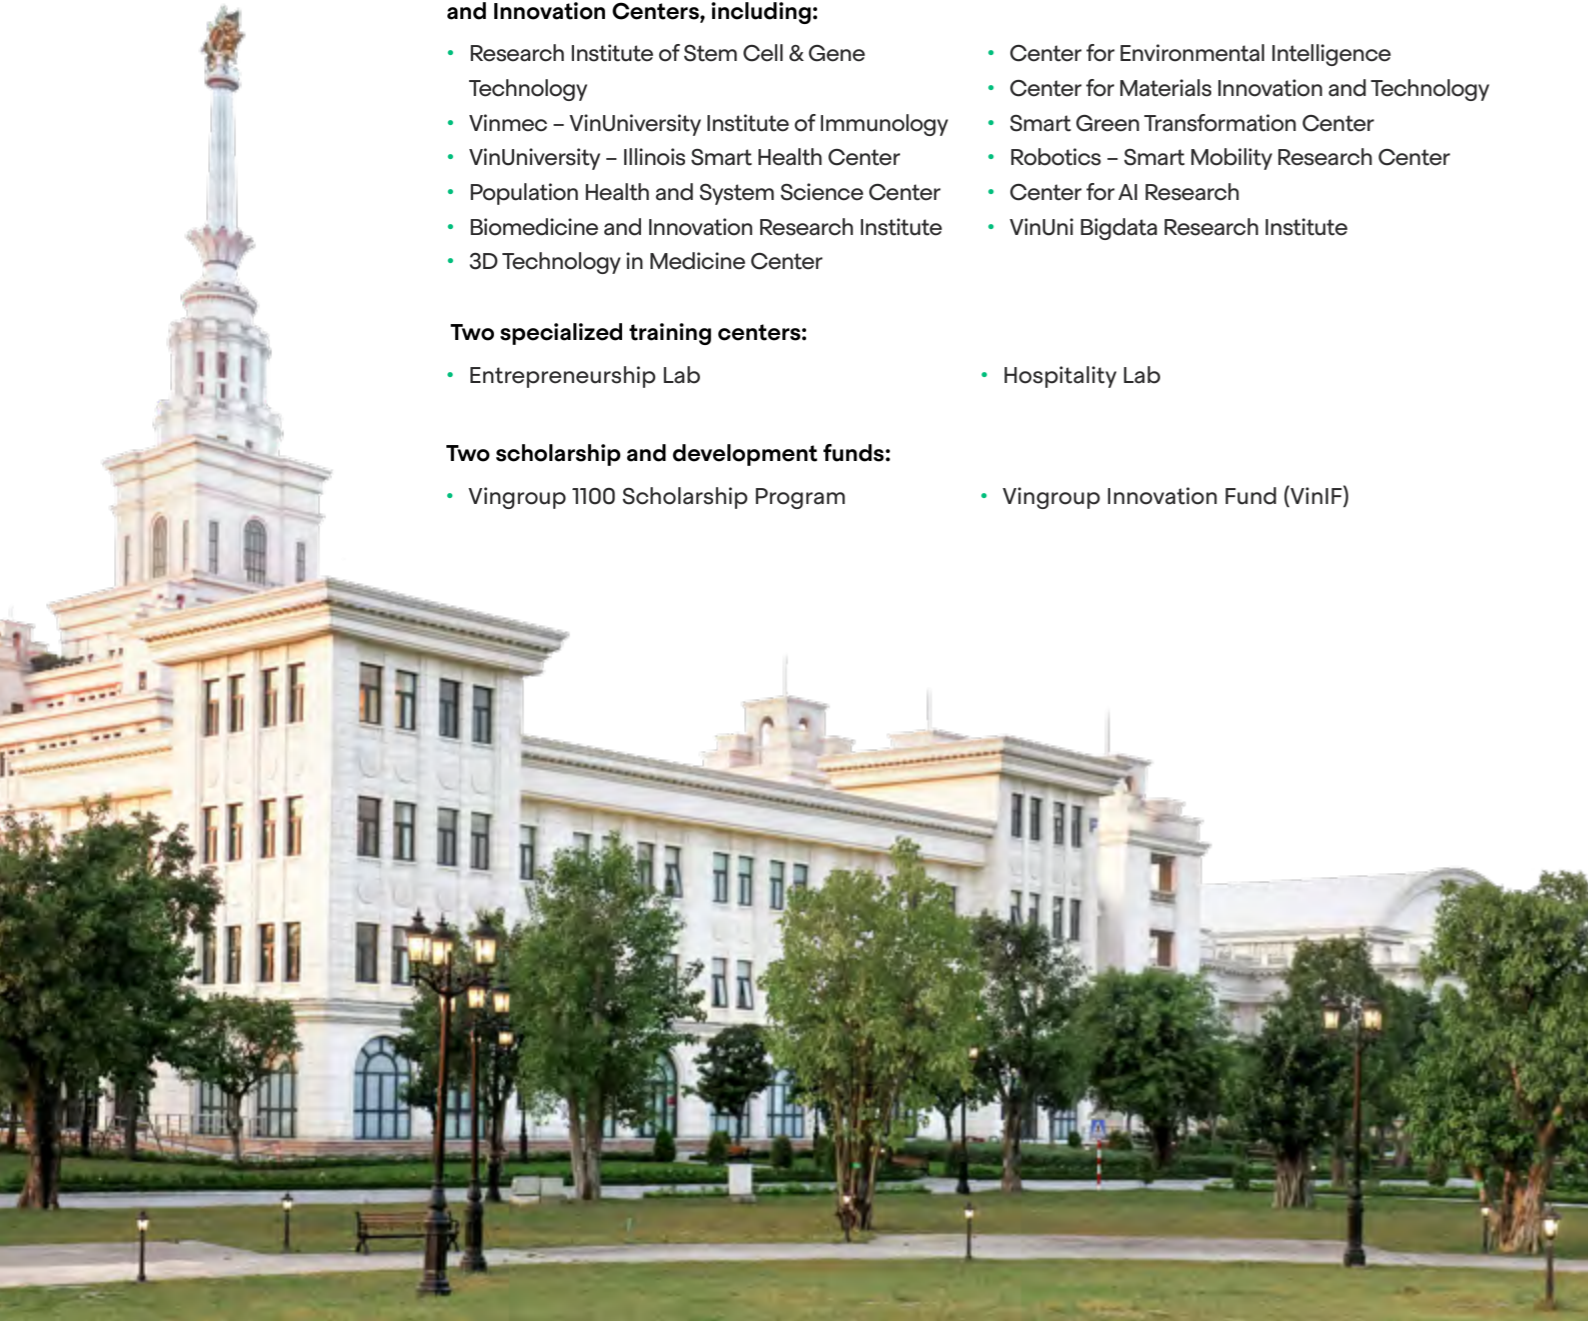 and Innovation Centers, including:
• Research Institute of Stem Cell & Gene
Technology
• Vinmec – VinUniversity Institute of Immunology
• VinUniversity – Illinois Smart Health Center
• Population Health and System Science Center
• Biomedicine and Innovation Research Institute
• 3D Technology in Medicine Center
• Center for Environmental Intelligence
• Center for Materials Innovation and Technology
• Smart Green Transformation Center
• Robotics – Smart Mobility Research Center
• Center for AI Research
• VinUni Bigdata Research Institute
Two specialized training centers:
• Entrepreneurship Lab
• Hospitality Lab
Two scholarship and development funds:
• Vingroup 1100 Scholarship Program
• Vingroup Innovation Fund (VinIF)
F